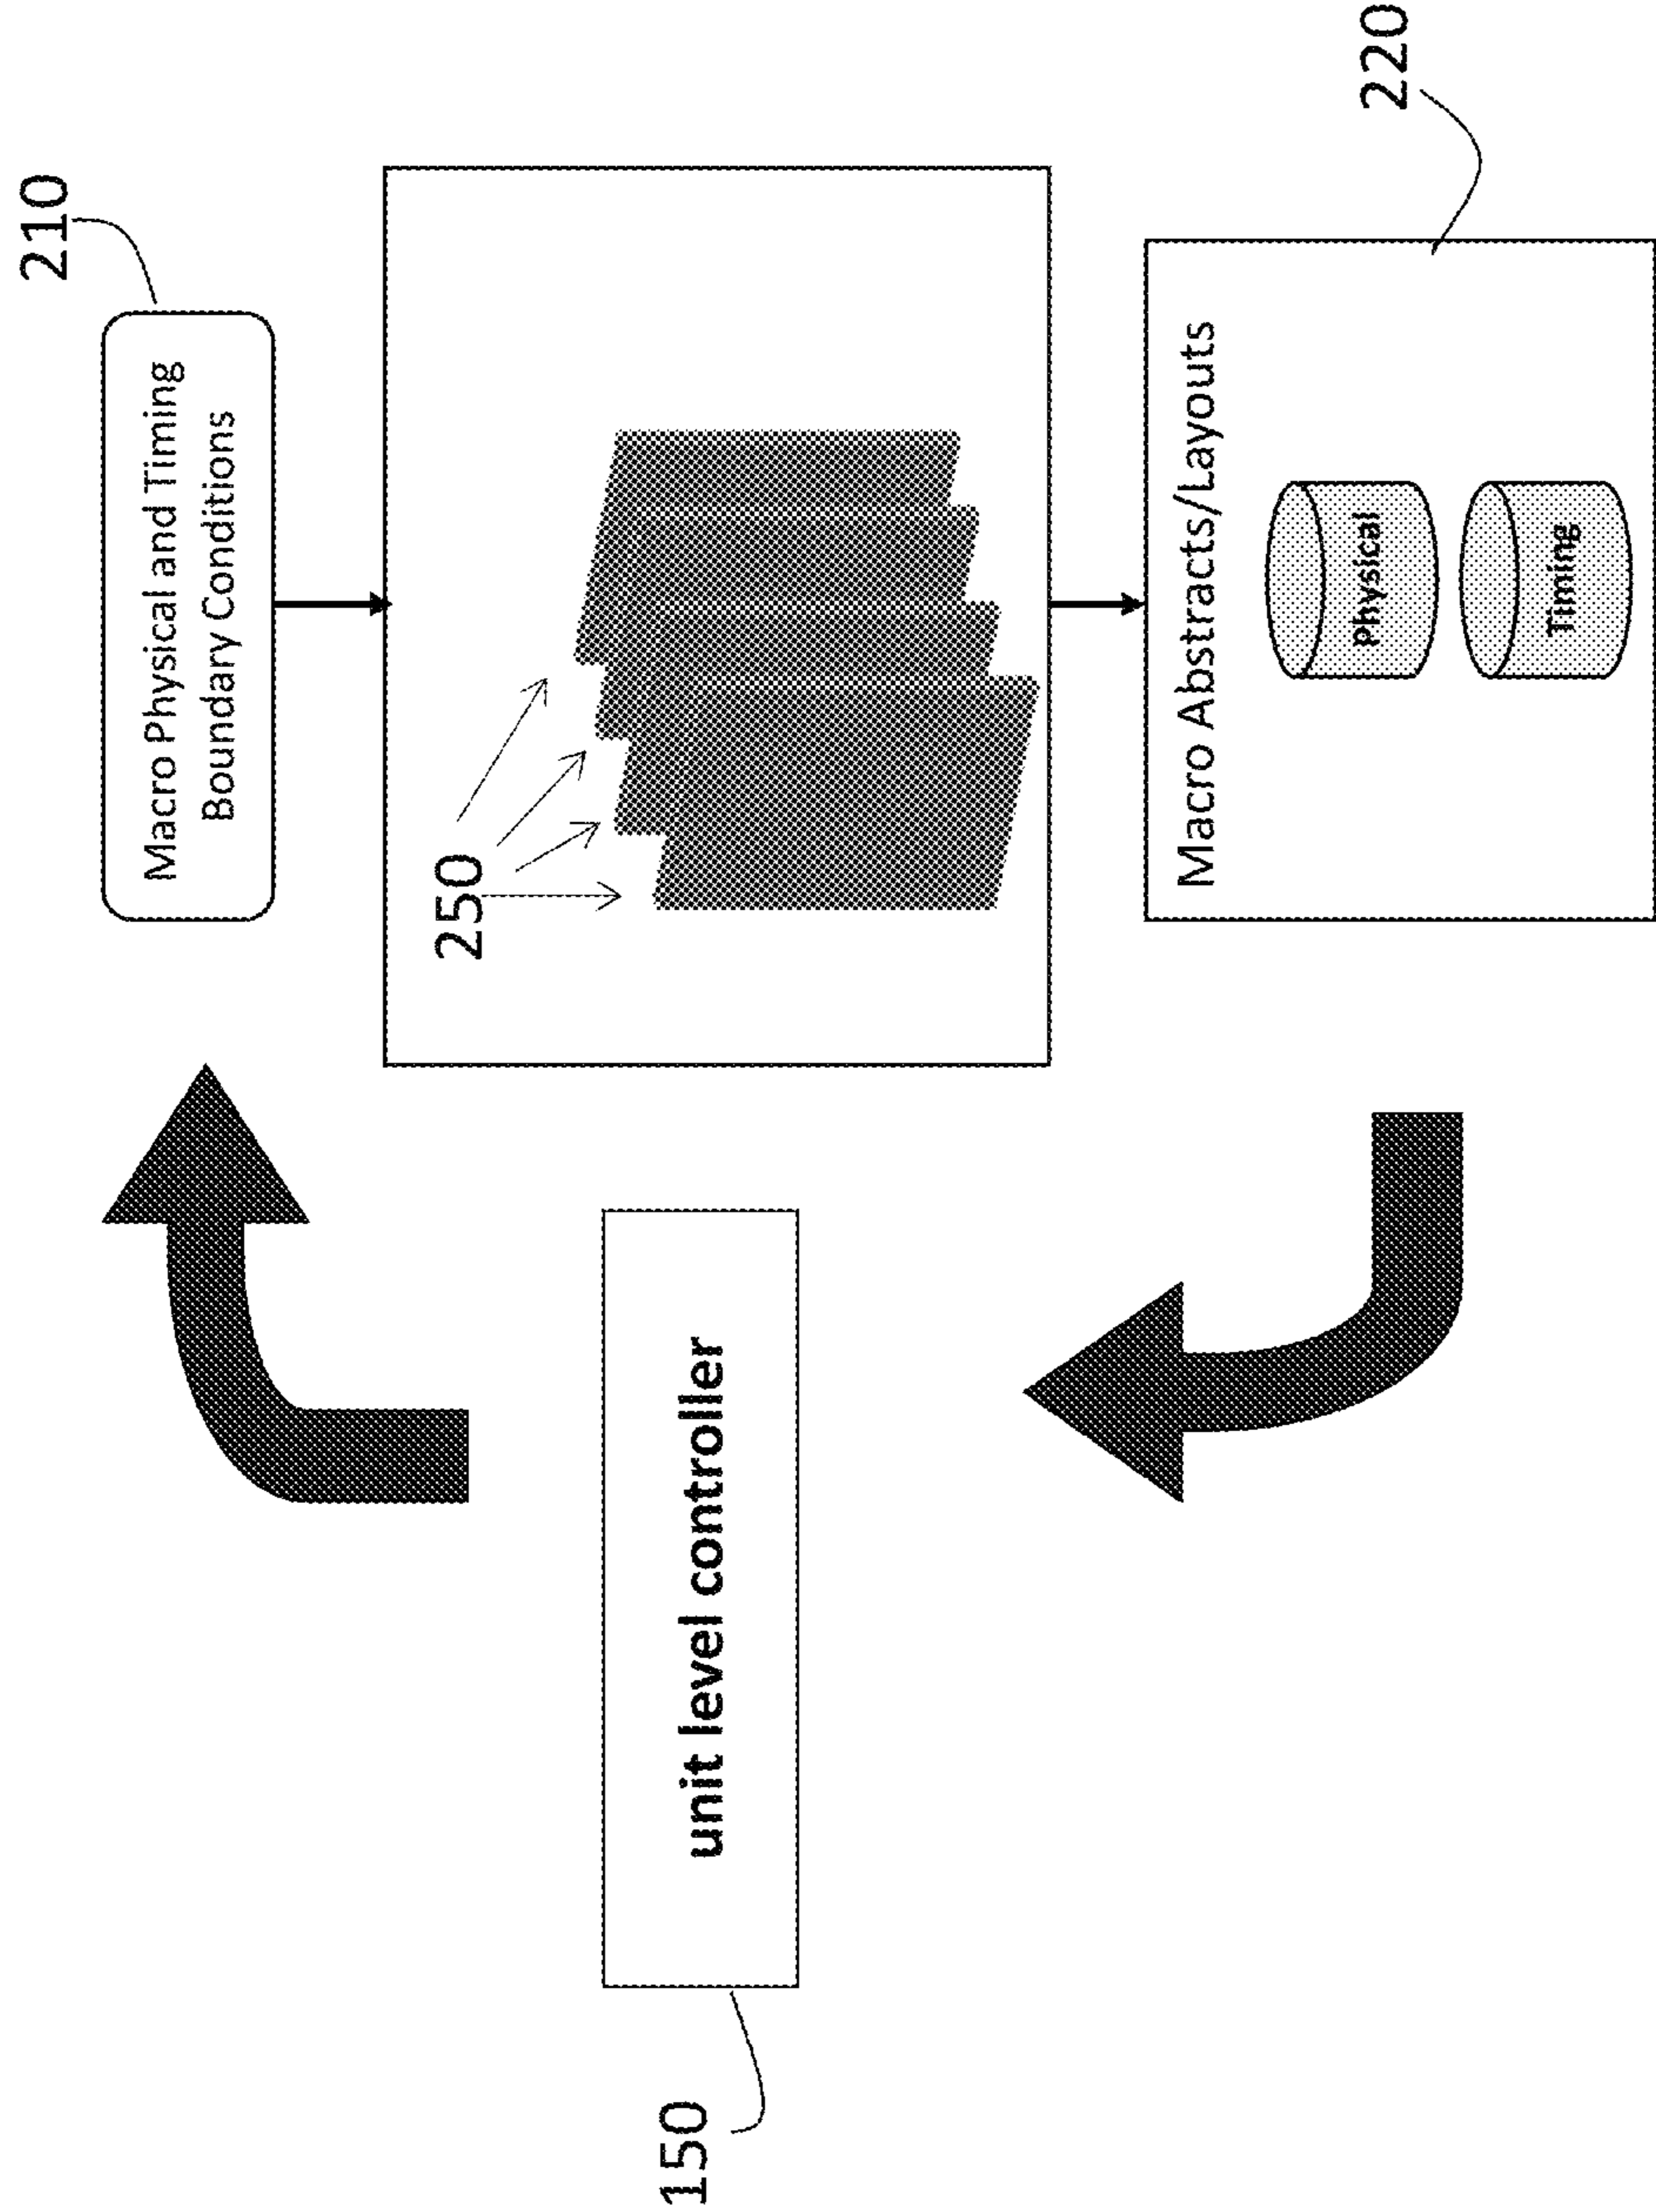 210
Macro Physical and Timing
Boundary Conditions
250
unit level controller
150
Macro Abstracts/Layouts
Physical
Timing
220